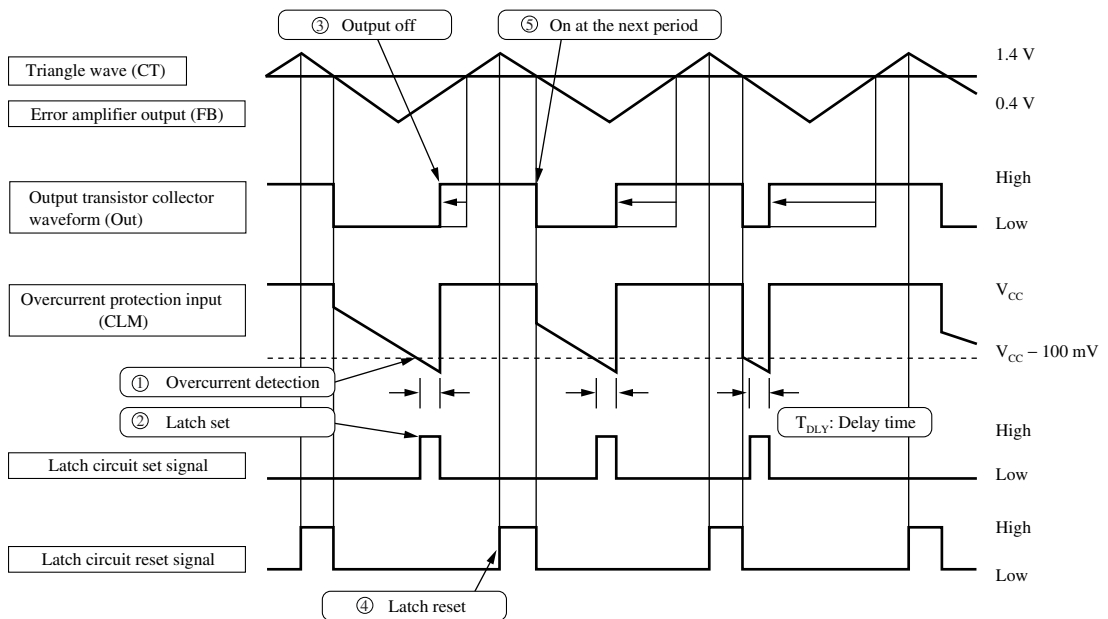 ③ Output off
⑤ On at the next period
Triangle wave (CT)
1.4 V
Error amplifier output (FB)
0.4 V
Output transistor collector
waveform (Out)
High
Low
Overcurrent protection input
(CLM)
VCC
VCC – 100 mV
① Overcurrent detection
② Latch set
TDLY: Delay time
Latch circuit set signal
High
Low
Latch circuit reset signal
High
Low
④ Latch reset